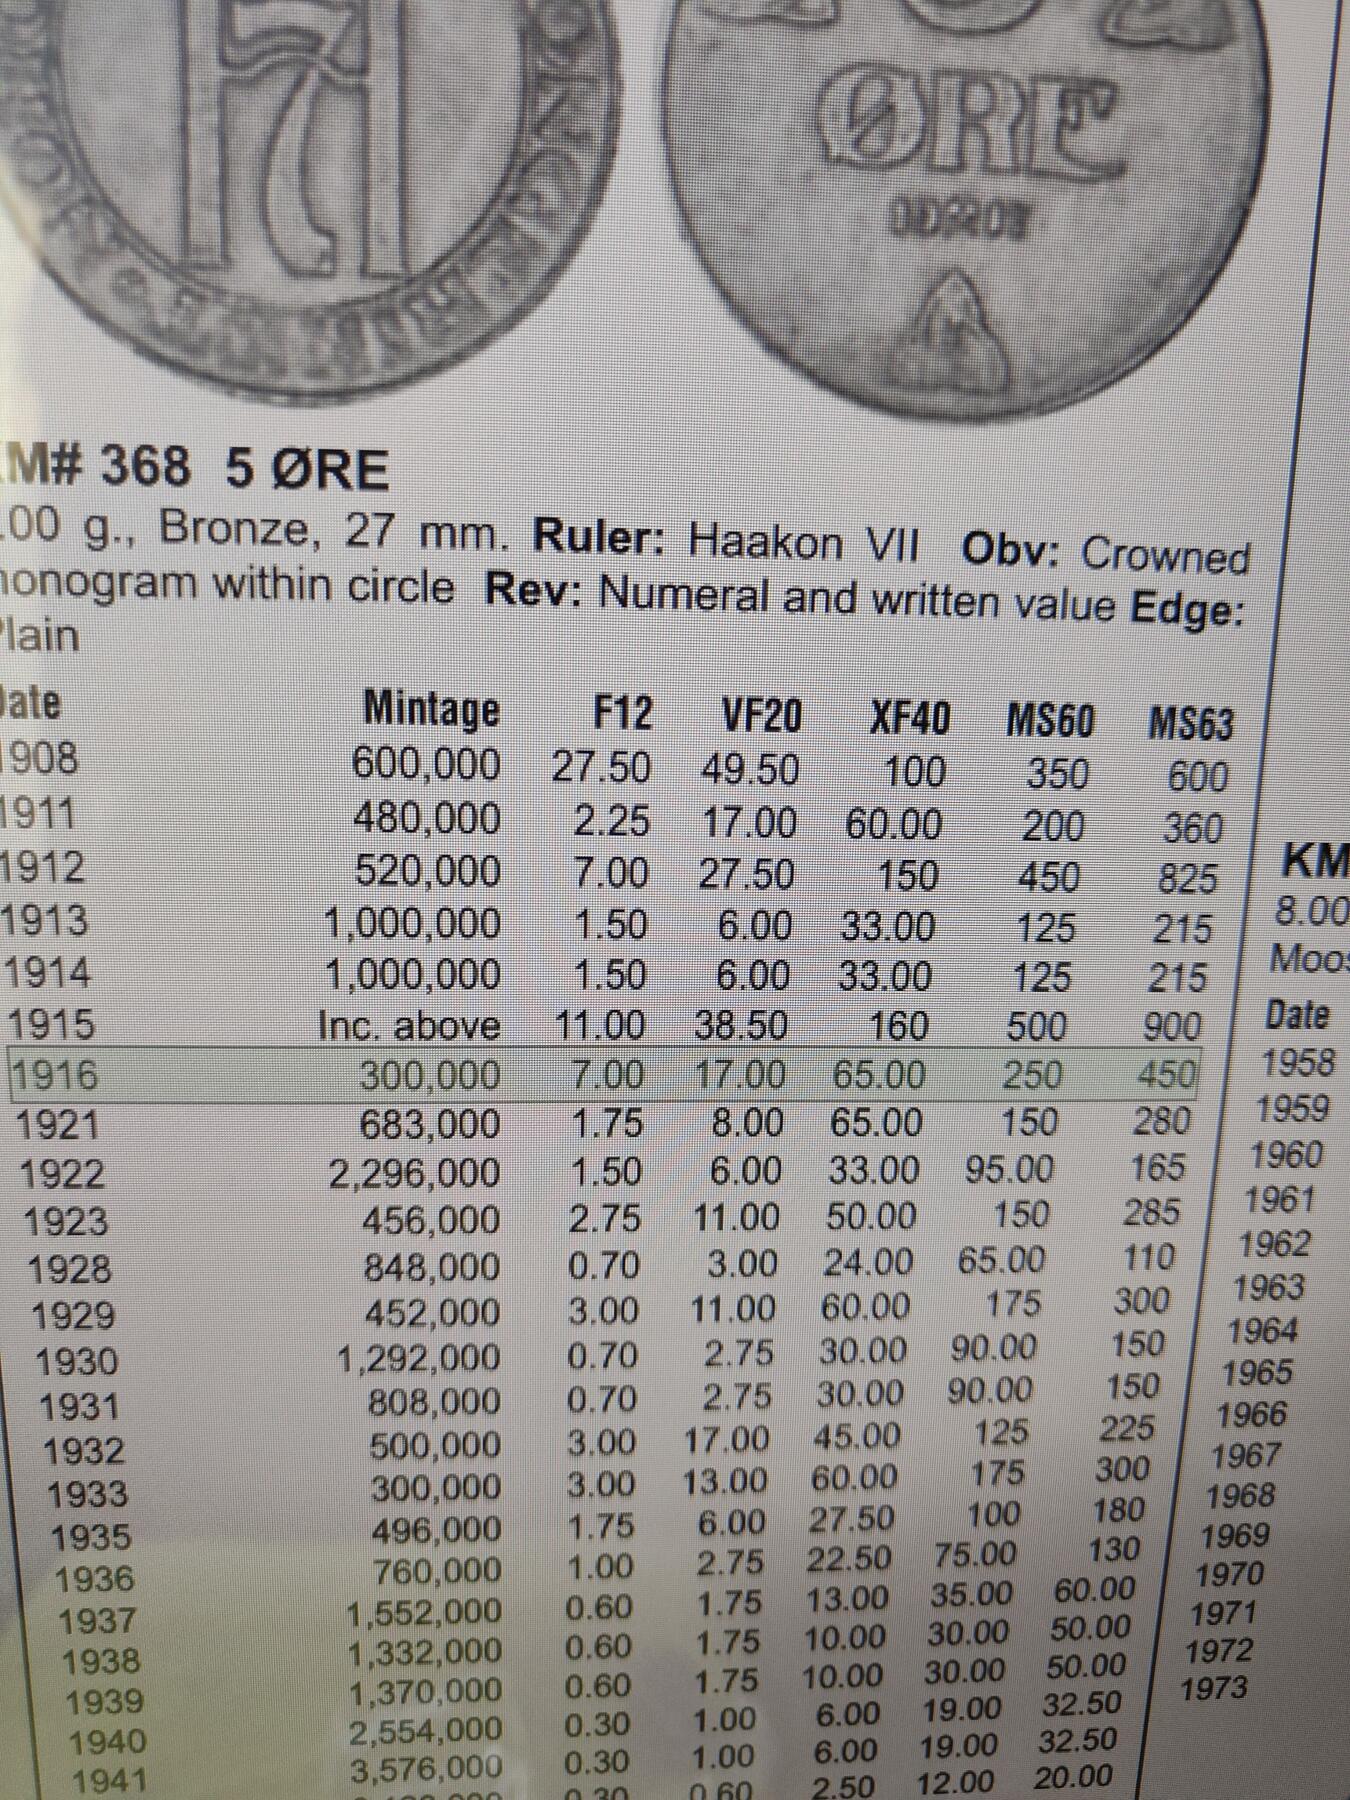 ØRE
M# 368 5 ØRE
.00 g., Bronze, 27 mm. Ruler: Haakon VII Obv: Crowned
onogram within circle Rev: Numeral and written value Edge:
lain
Date Mintage F12 VF20 XF40 MS60 MS63
1908 600,000 27.50 49.50 100 350 600
1911 480,000 2.25 17.00 60.00 200 360
1912 520,000 7.00 27.50 150 450 825
1913 1,000,000 1.50 6.00 33.00 125 215
1914 1,000,000 1.50 6.00 33.00 125 215
1915 Inc. above 11.00 38.50 160 500 900
1916 300,000 7.00 17.00 65.00 250 450
1921 683,000 1.75 8.00 65.00 150 280
1922 2,296,000 1.50 6.00 33.00 95.00 165
1923 456,000 2.75 11.00 50.00 150 285
1928 848,000 0.70 3.00 24.00 65.00 110
1929 452,000 3.00 11.00 60.00 175 300
1930 1,292,000 0.70 2.75 30.00 90.00 150
1931 808,000 0.70 2.75 30.00 90.00 150
1932 500,000 3.00 17.00 45.00 125 225
1933 300,000 3.00 13.00 60.00 175 300
1935 496,000 1.75 6.00 27.50 100 180
1936 760,000 1.00 2.75 22.50 75.00 130
1937 1,552,000 0.60 1.75 13.00 35.00 60.00
1938 1,332,000 0.60 1.75 10.00 30.00 50.00
1939 1,370,000 0.60 1.75 10.00 30.00 50.00
1940 2,554,000 0.30 1.00 6.00 19.00 32.50
1941 3,576,000 0.30 1.00 6.00 19.00 32.50
0.30 0.60 2.50 12.00 20.00
KM
8.00
Moos
Date
1958
1959
1960
1961
1962
1963
1964
1965
1966
1967
1968
1969
1970
1971
1972
1973